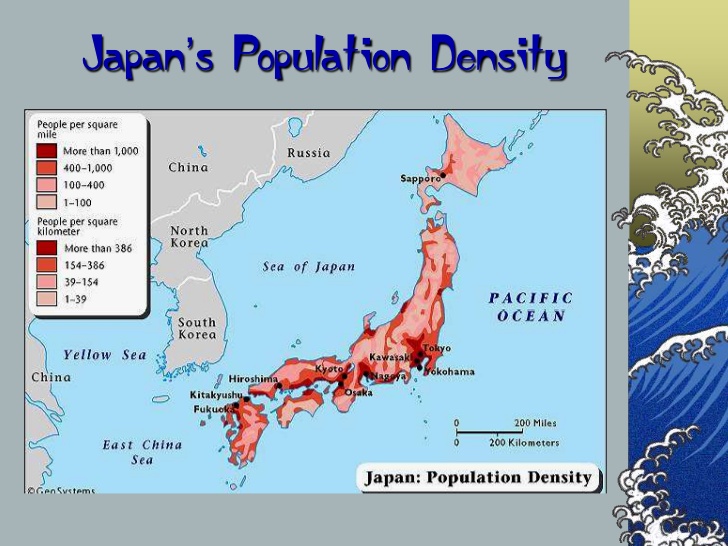 Japan's Population Density
People per square
mile
More than 1,000
400–1,000
100–400
1–100
People per square
kilometer
More than 386
154–386
39–154
1–39
Russia
China
Sapporo
North
Korea
Sea of Japan
PACIFIC
OCEAN
South
Korea
Yellow Sea
China
Tokyo
Kawasaki
Kyoto
Nagoya
Yokohama
Hiroshima
Osaka
Kitakyushu
Fukuoka
East China
Sea
0 200 Miles
0 200 Kilometers
Japan: Population Density
©GeoSystems